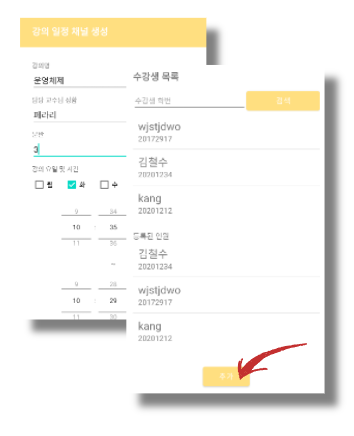 강의 일정 채널 생성
강의명
운영체제
담당 교수님 성함
페라리
분반
3
강의 요일 및 시간
월 화 수
9 34
10 : 35
11 36
~
9 28
10 : 29
11 30
수강생 목록
수강생 학번
검색
wjstjdwo
20172917
김철수
20201234
kang
20201212
등록된 인원
김철수
20201234
wjstjdwo
20172917
kang
20201212
추가